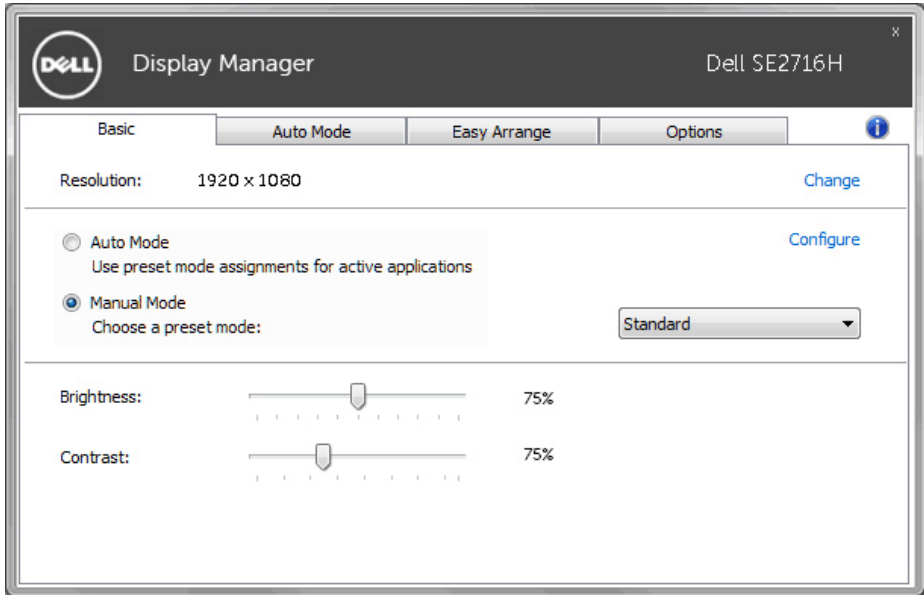 x
DELL Display Manager Dell SE2716H
Basic Auto Mode Easy Arrange Options i
Resolution: 1920 x 1080 Change
Auto Mode Configure
Use preset mode assignments for active applications
Manual Mode
Choose a preset mode: Standard
Brightness: 75%
Contrast: 75%